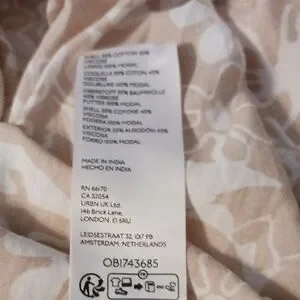 SHELL 55% COTTON 45%
VISCOSE
LINING 100% MODAL
COQUILLE 55% COTON 45%
VISCOSE
DOUBLURE 100% MODAL
OBERSTOFF 55% BAUMWOLLE
45% VISKOSE
FUTTER 100% MODAL
SHELL 55% COTONE 45%
VISCOSA
FODERA 100% MODAL
EXTERIOR 55% ALGODÓN 45%
VISCOSA
FORRO 100% MODAL
MADE IN INDIA
HECHO EN INDIA
RN 66170
CA 32054
URBN UK Ltd.
146 Brick Lane,
LONDON. E1 6RU
LEIDSESTRAAT 32, 1017 PB
AMSTERDAM, NETHERLANDS
OB1743685